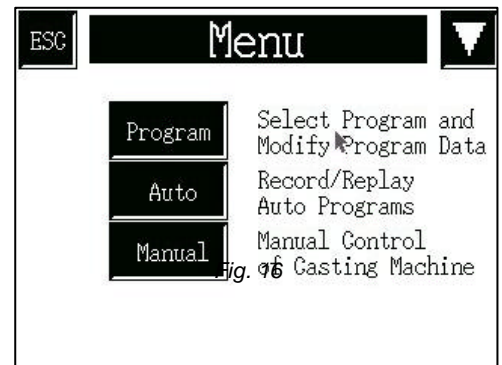 ESC Menu
Program Select Program and
Modify Program Data
Auto Record/Replay
Auto Programs
Manual Manual Control
of Casting Machine
Fig. 16